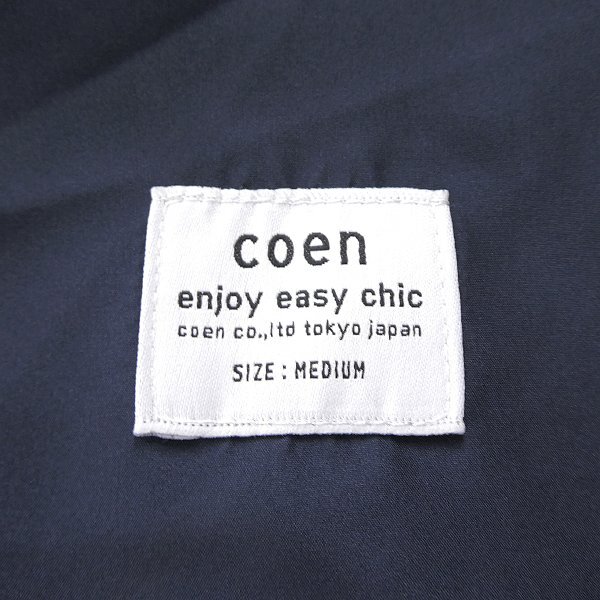 coen
enjoy easy chic
coen co.,ltd tokyo japan
SIZE : MEDIUM